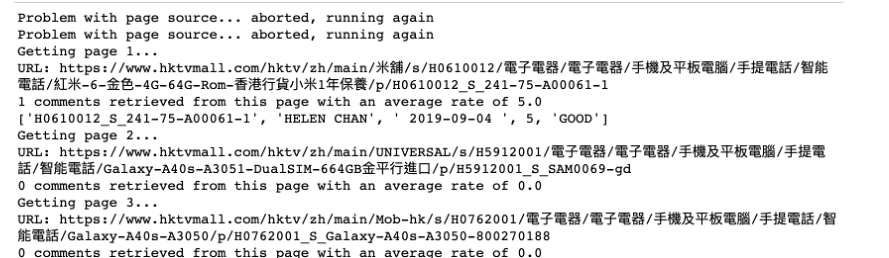 Problem with page source... aborted, running again
Problem with page source... aborted, running again
Getting page 1...
URL: https://www.hktvmall.com/hktv/zh/main/米舖/s/H0610012/電子電器/電子電器/手機及平板電腦/手提電話/智能
電話/紅米-6-金色-4G-64G-Rom-香港行貨小米1年保養/p/H0610012_S_241-75-A00061-1
1 comments retrieved from this page with an average rate of 5.0
['H0610012_S_241-75-A00061-1', 'HELEN CHAN', ' 2019-09-04 ', 5, 'GOOD']
Getting page 2...
URL: https://www.hktvmall.com/hktv/zh/main/UNIVERSAL/s/H5912001/電子電器/電子電器/手機及平板電腦/手提電
話/智能電話/Galaxy-A40s-A3051-DualSIM-664GB金平行進口/p/H5912001_S_SAM0069-gd
0 comments retrieved from this page with an average rate of 0.0
Getting page 3...
URL: https://www.hktvmall.com/hktv/zh/main/Mob-hk/s/H0762001/電子電器/電子電器/手機及平板電腦/手提電話/智
能電話/Galaxy-A40s-A3050/p/H0762001_S_Galaxy-A40s-A3050-800270188
0 comments retrieved from this page with an average rate of 0.0